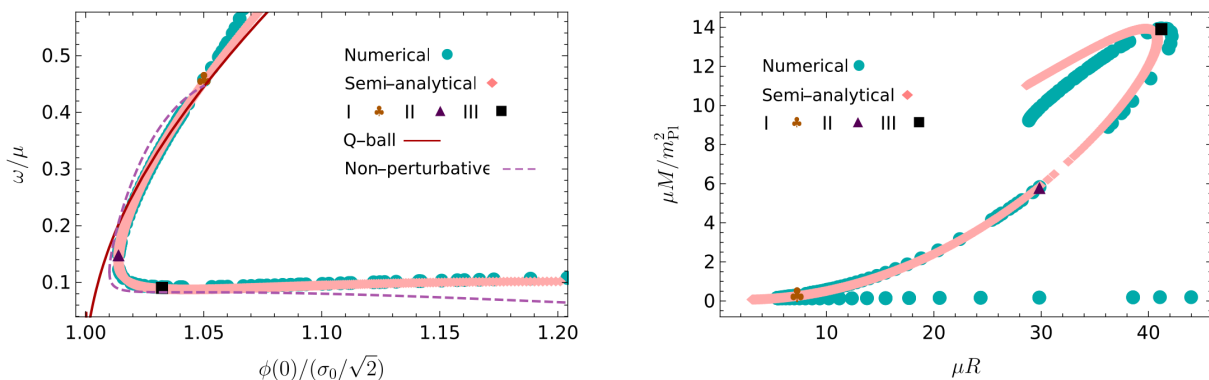 0.5
0.4
0.3
0.2
0.1
ω/μ
Numerical
Semi-analytical
I II III
Q-ball
Non-perturbative
1.00 1.05 1.10 1.15 1.20
ϕ(0)/(σ₀/√2)
14
12
10
8
6
4
2
0
μM/m²Pl
Numerical
Semi-analytical
I II III
10 20 30 40
μR